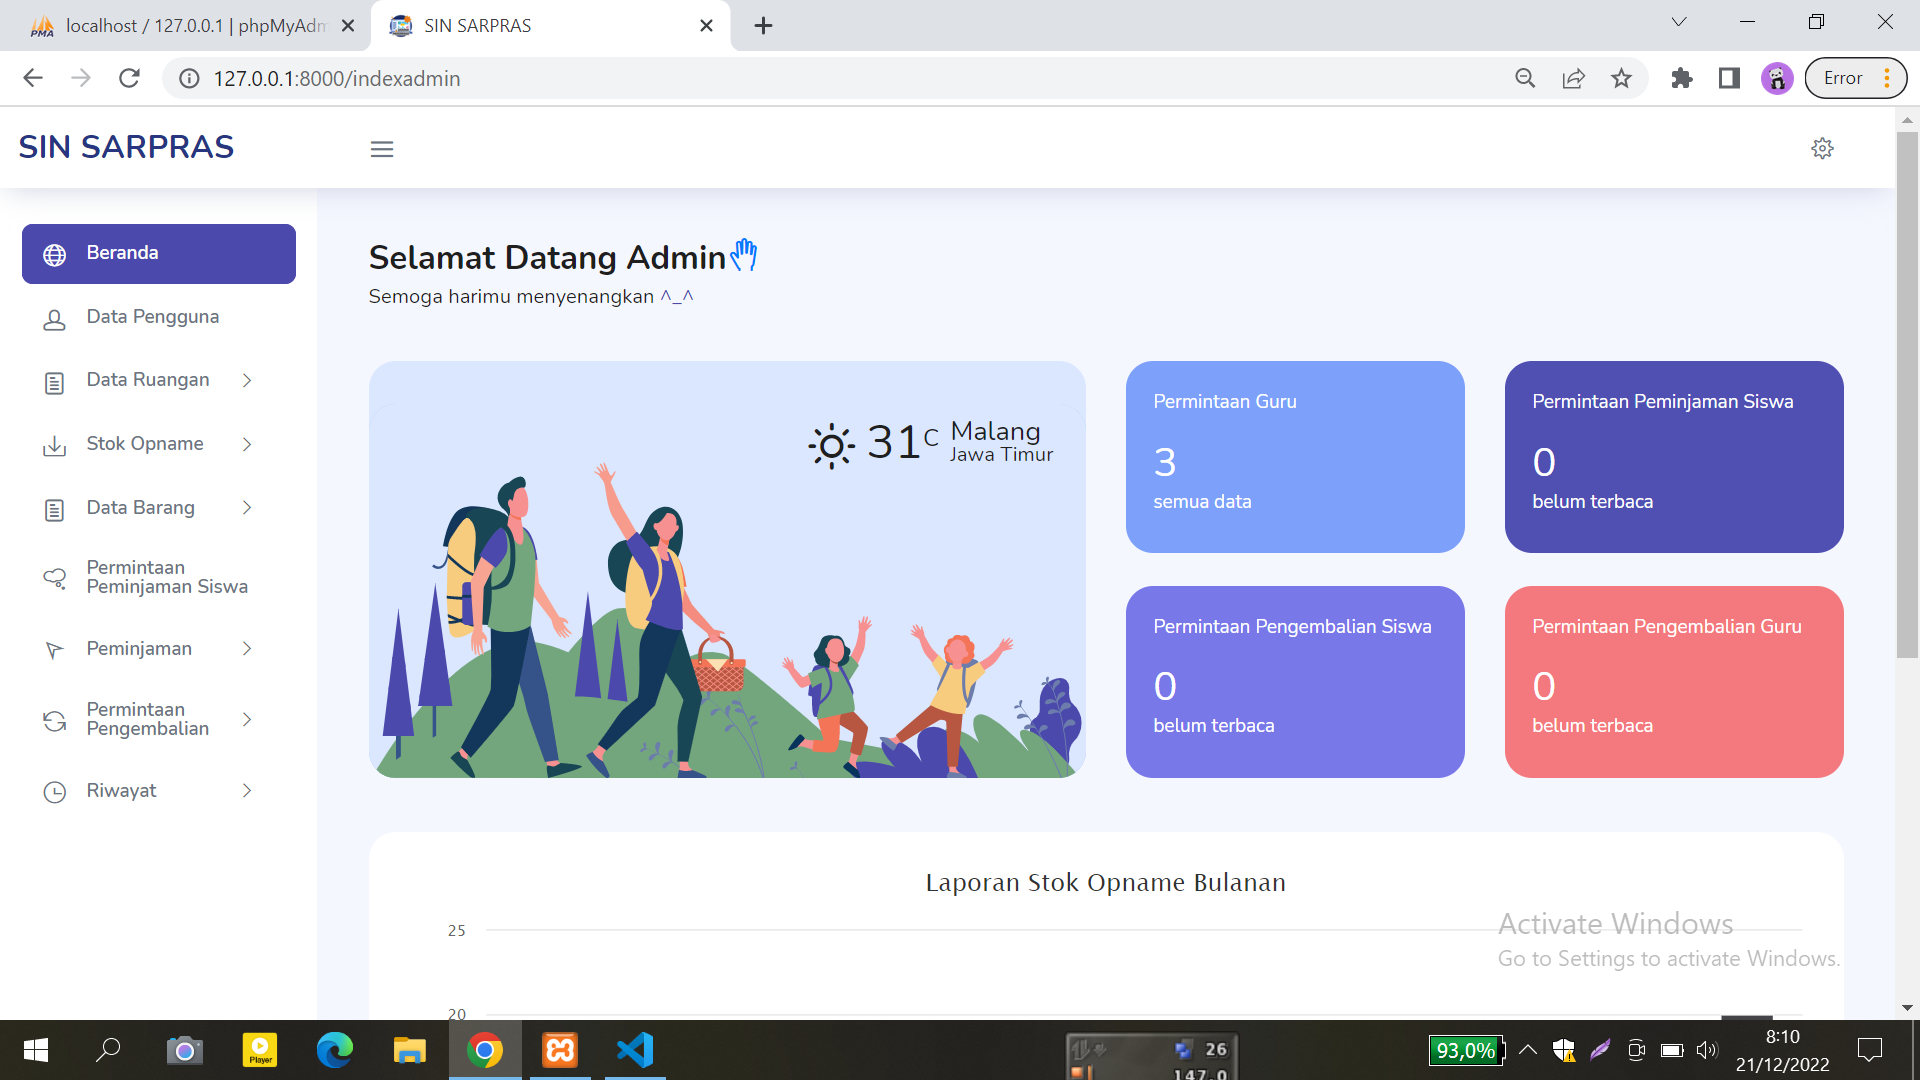 localhost / 127.0.0.1 | phpMyAdm
SIN SARPRAS
127.0.0.1:8000/indexadmin
Error
SIN SARPRAS
Beranda
Data Pengguna
Data Ruangan
Stok Opname
Data Barang
Permintaan
Peminjaman Siswa
Peminjaman
Permintaan
Pengembalian
Riwayat
Selamat Datang Admin
Semoga harimu menyenangkan ^_^
31C
Malang
Jawa Timur
Permintaan Guru
3
semua data
Permintaan Peminjaman Siswa
0
belum terbaca
Permintaan Pengembalian Siswa
0
belum terbaca
Permintaan Pengembalian Guru
0
belum terbaca
Laporan Stok Opname Bulanan
25
20
Activate Windows
Go to Settings to activate Windows.
Player
26
147.0
93,0%
8:10
21/12/2022